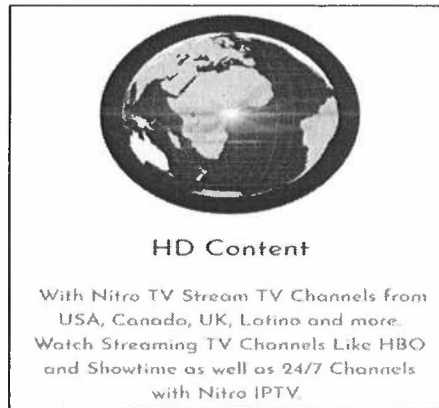 HD Content
With Nitro TV Stream TV Channels from
USA, Canada, UK, Latino and more.
Watch Streaming TV Channels Like HBO
and Showtime as well as 24/7 Channels
with Nitro IPTV.